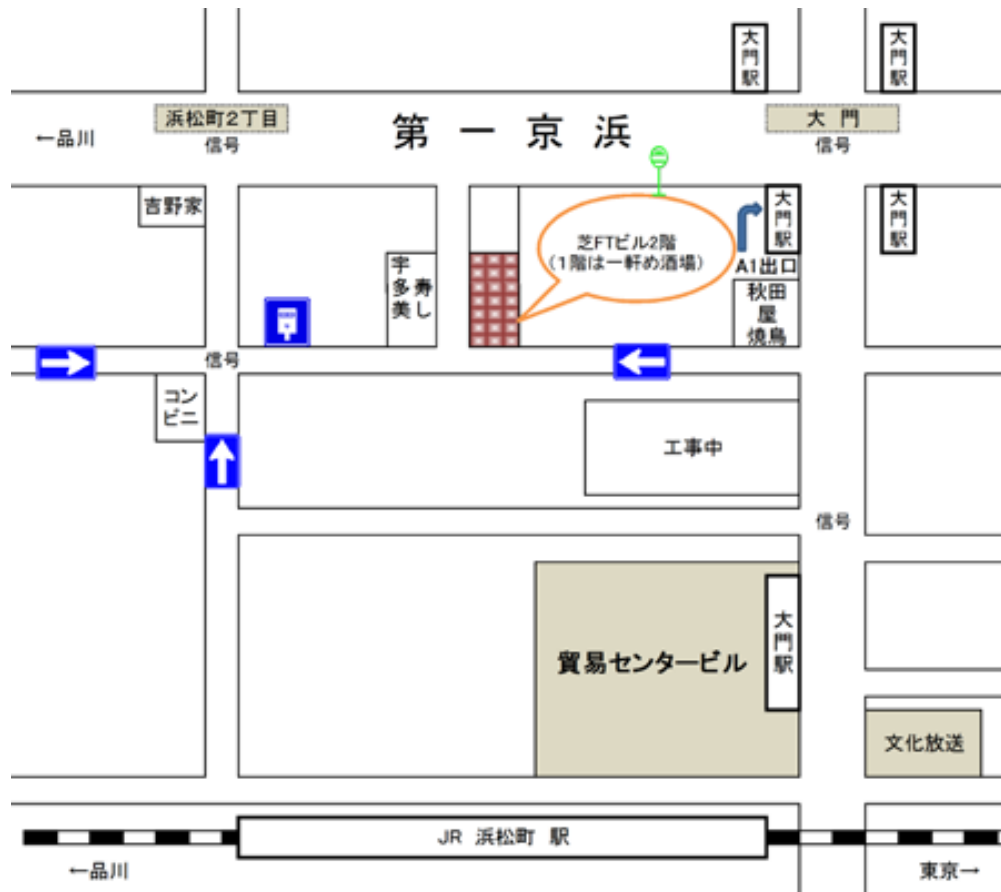 大門駅
大門駅
浜松町2丁目
大 門
←品川
信号
第一京浜
信号
吉野家
大門駅
大門駅
芝FTビル2階
(1階は一軒め酒場)
A1出口
宇多美
寿し
秋田
屋
焼鳥
信号
コン
ビニ
工事中
信号
大門駅
貿易センタービル
文化放送
JR 浜松町 駅
←品川
東京→